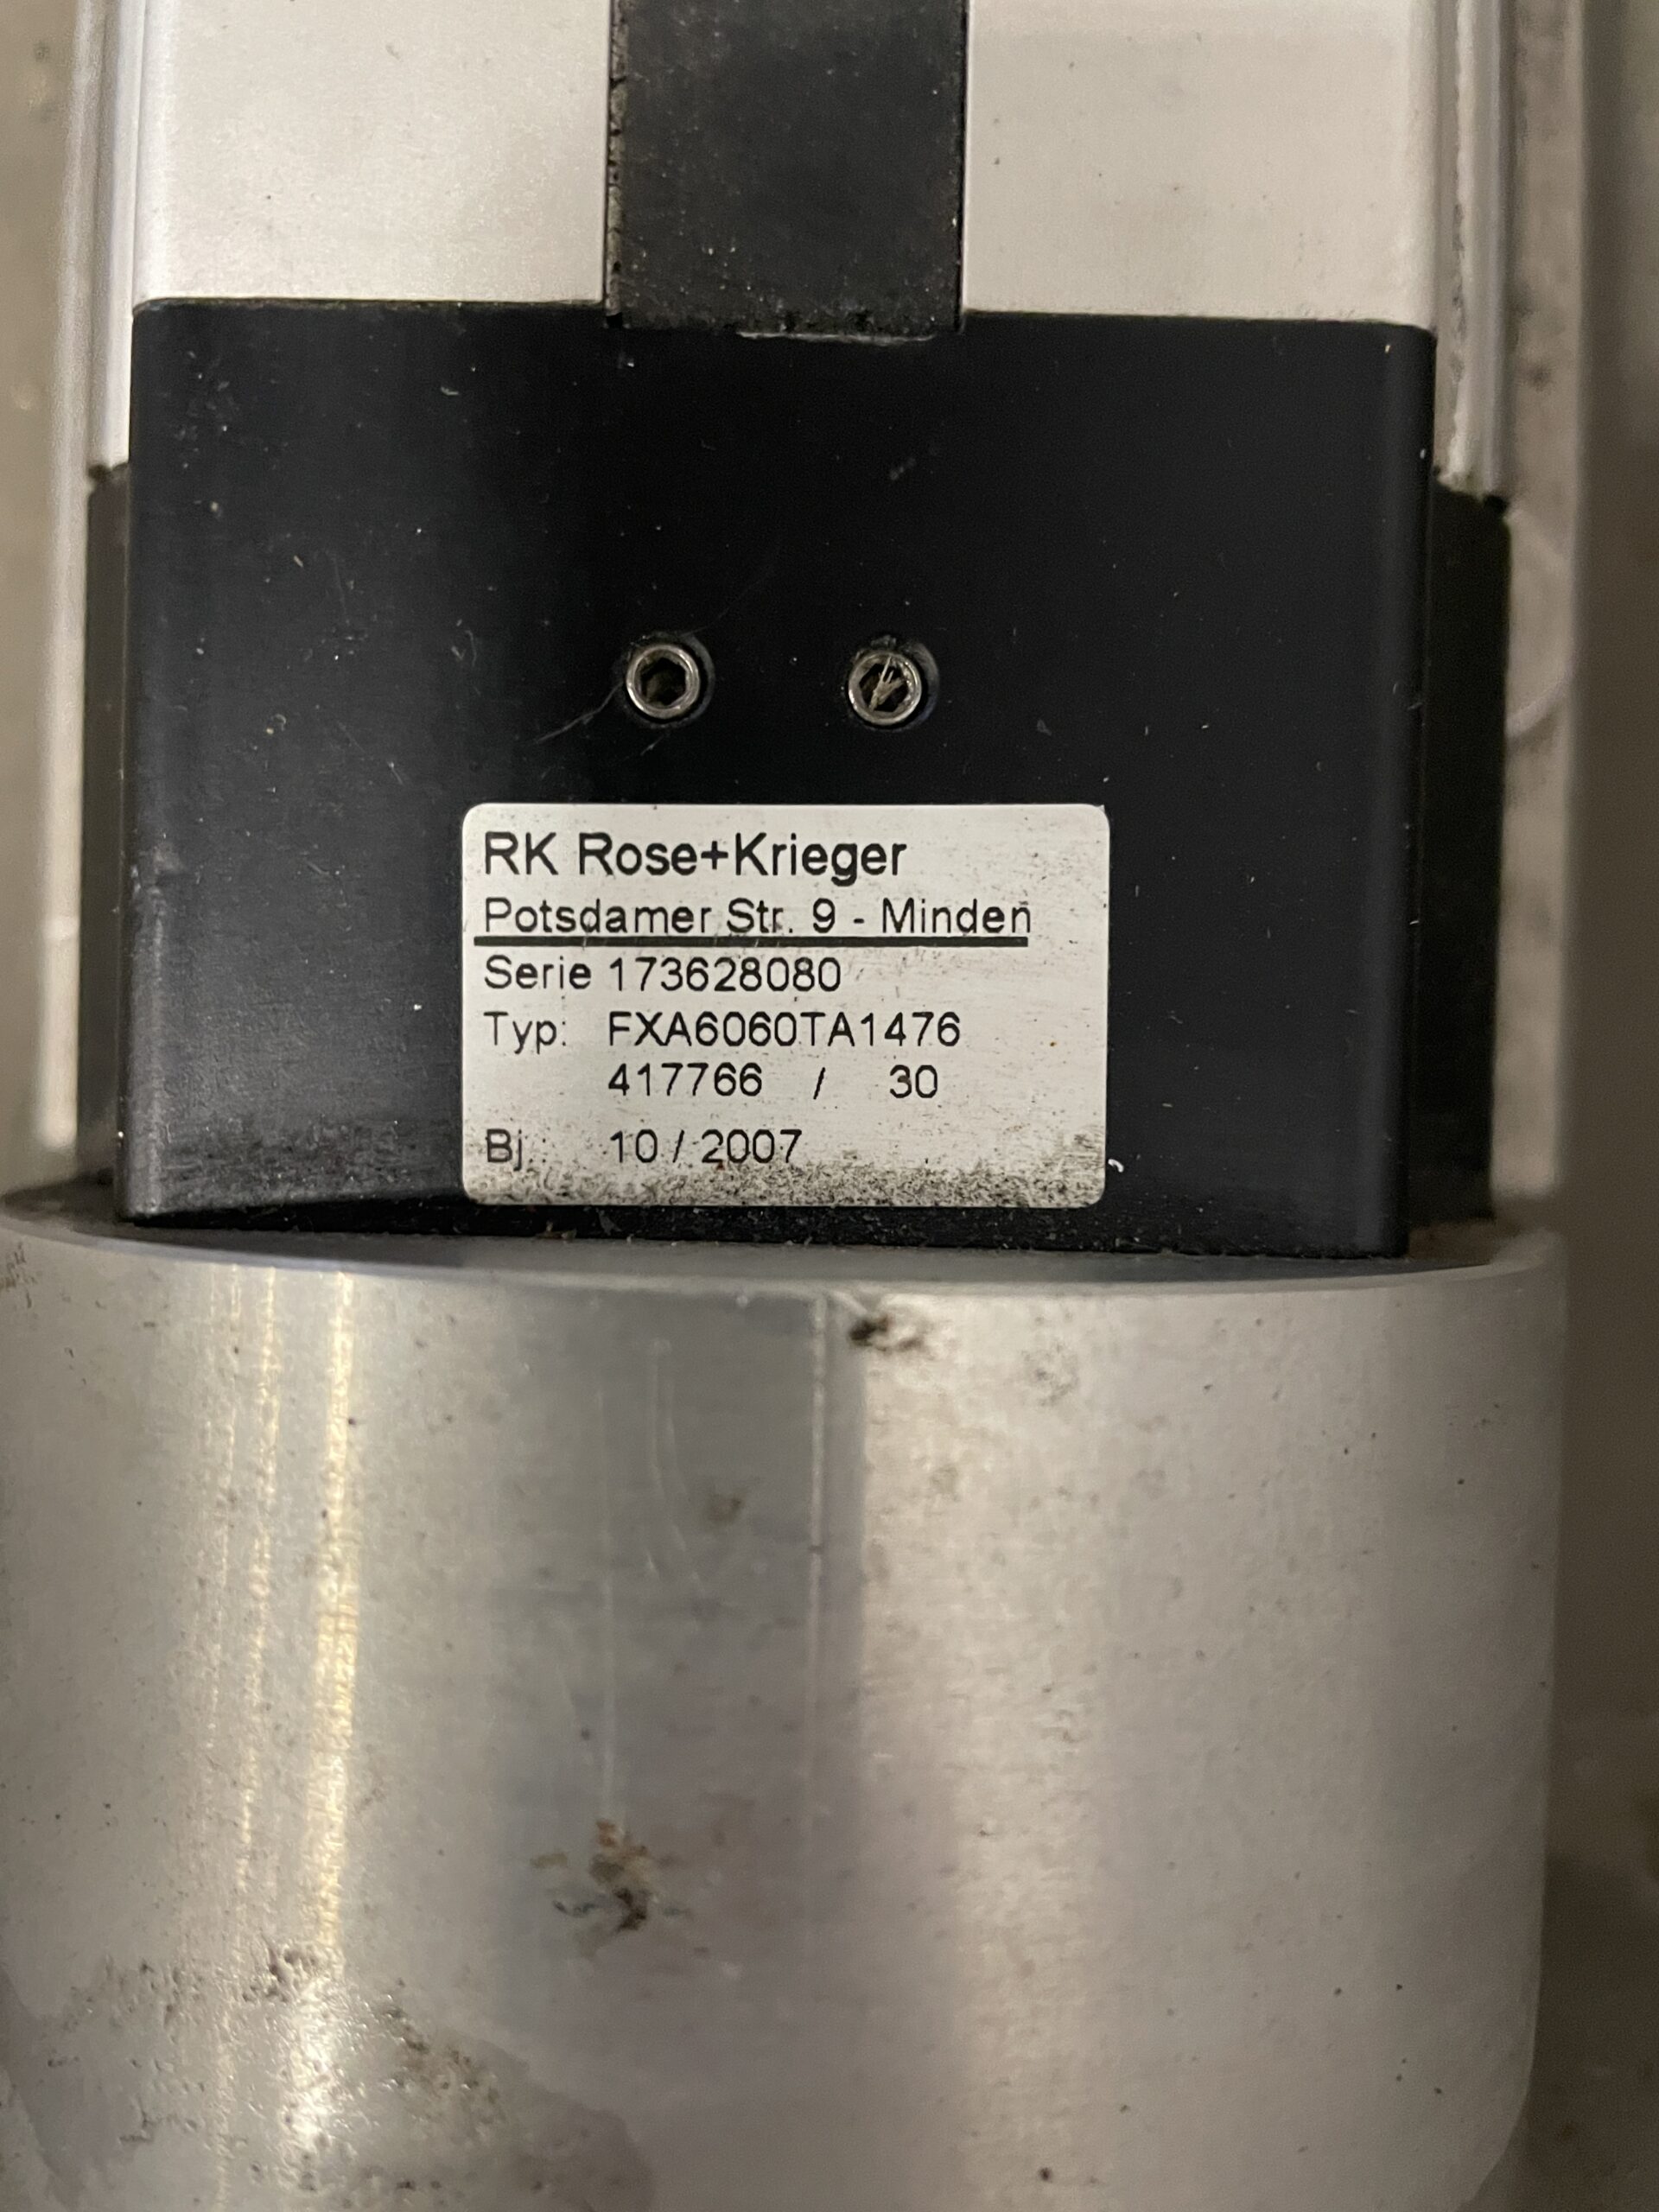 RK Rose+Krieger
Potsdamer Str. 9 - Minden
Serie 173628080
Typ: FXA6060TA1476
417766 / 30
Bj.: 10 / 2007